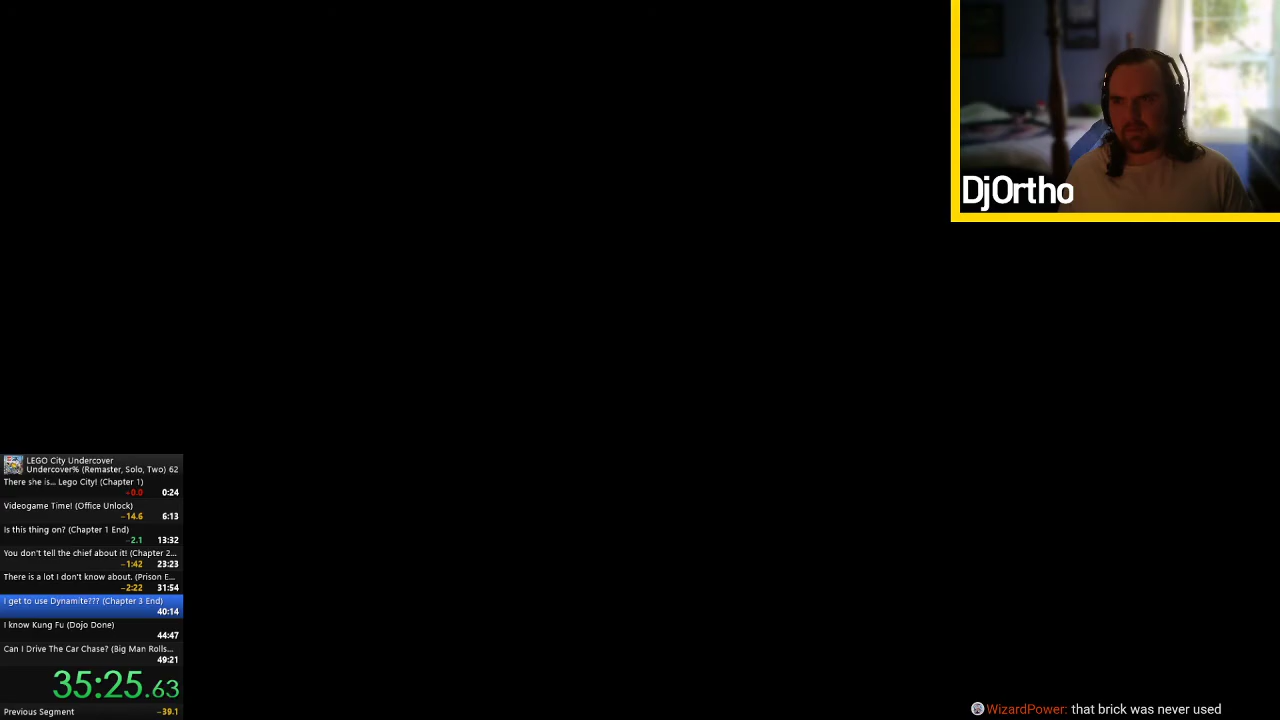 DjOrtho
LEGO City Undercover
Undercover% (Remaster, Solo, Two) 62
There she is... Lego City! (Chapter 1)
+0.0 0:24
Videogame Time! (Office Unlock)
−14.6 6:13
Is this thing on? (Chapter 1 End)
−2.1 13:32
You don't tell the chief about it! (Chapter 2...
−1:42 23:23
There is a lot I don't know about. (Prison E...
−2:22 31:54
I get to use Dynamite??? (Chapter 3 End)
40:14
I know Kung Fu (Dojo Done)
44:47
Can I Drive The Car Chase? (Big Man Rolls...
49:21
35:25.63
Previous Segment −39.1
WizardPower: that brick was never used